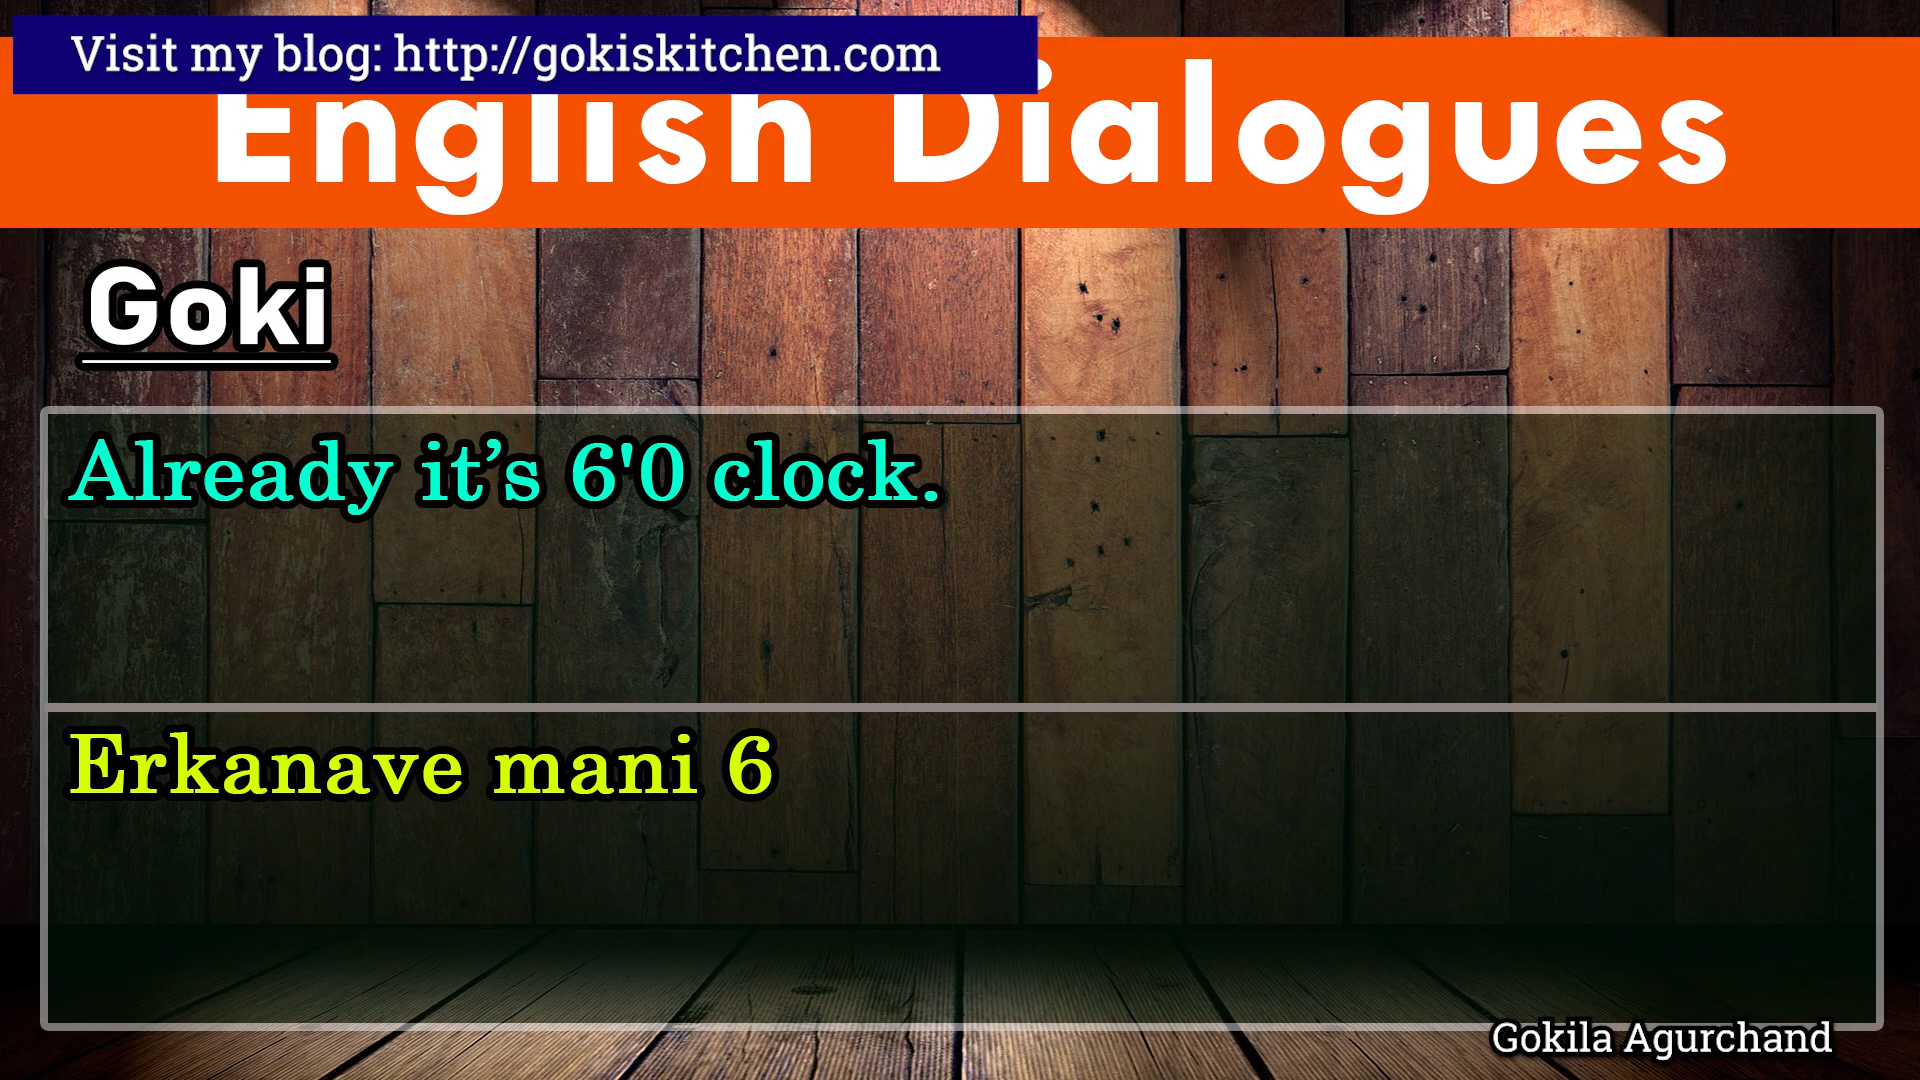 Visit my blog: http://gokiskitchen.com
English Dialogues
Goki
Already it’s 6'0 clock.
Erkanave mani 6
Gokila Agurchand